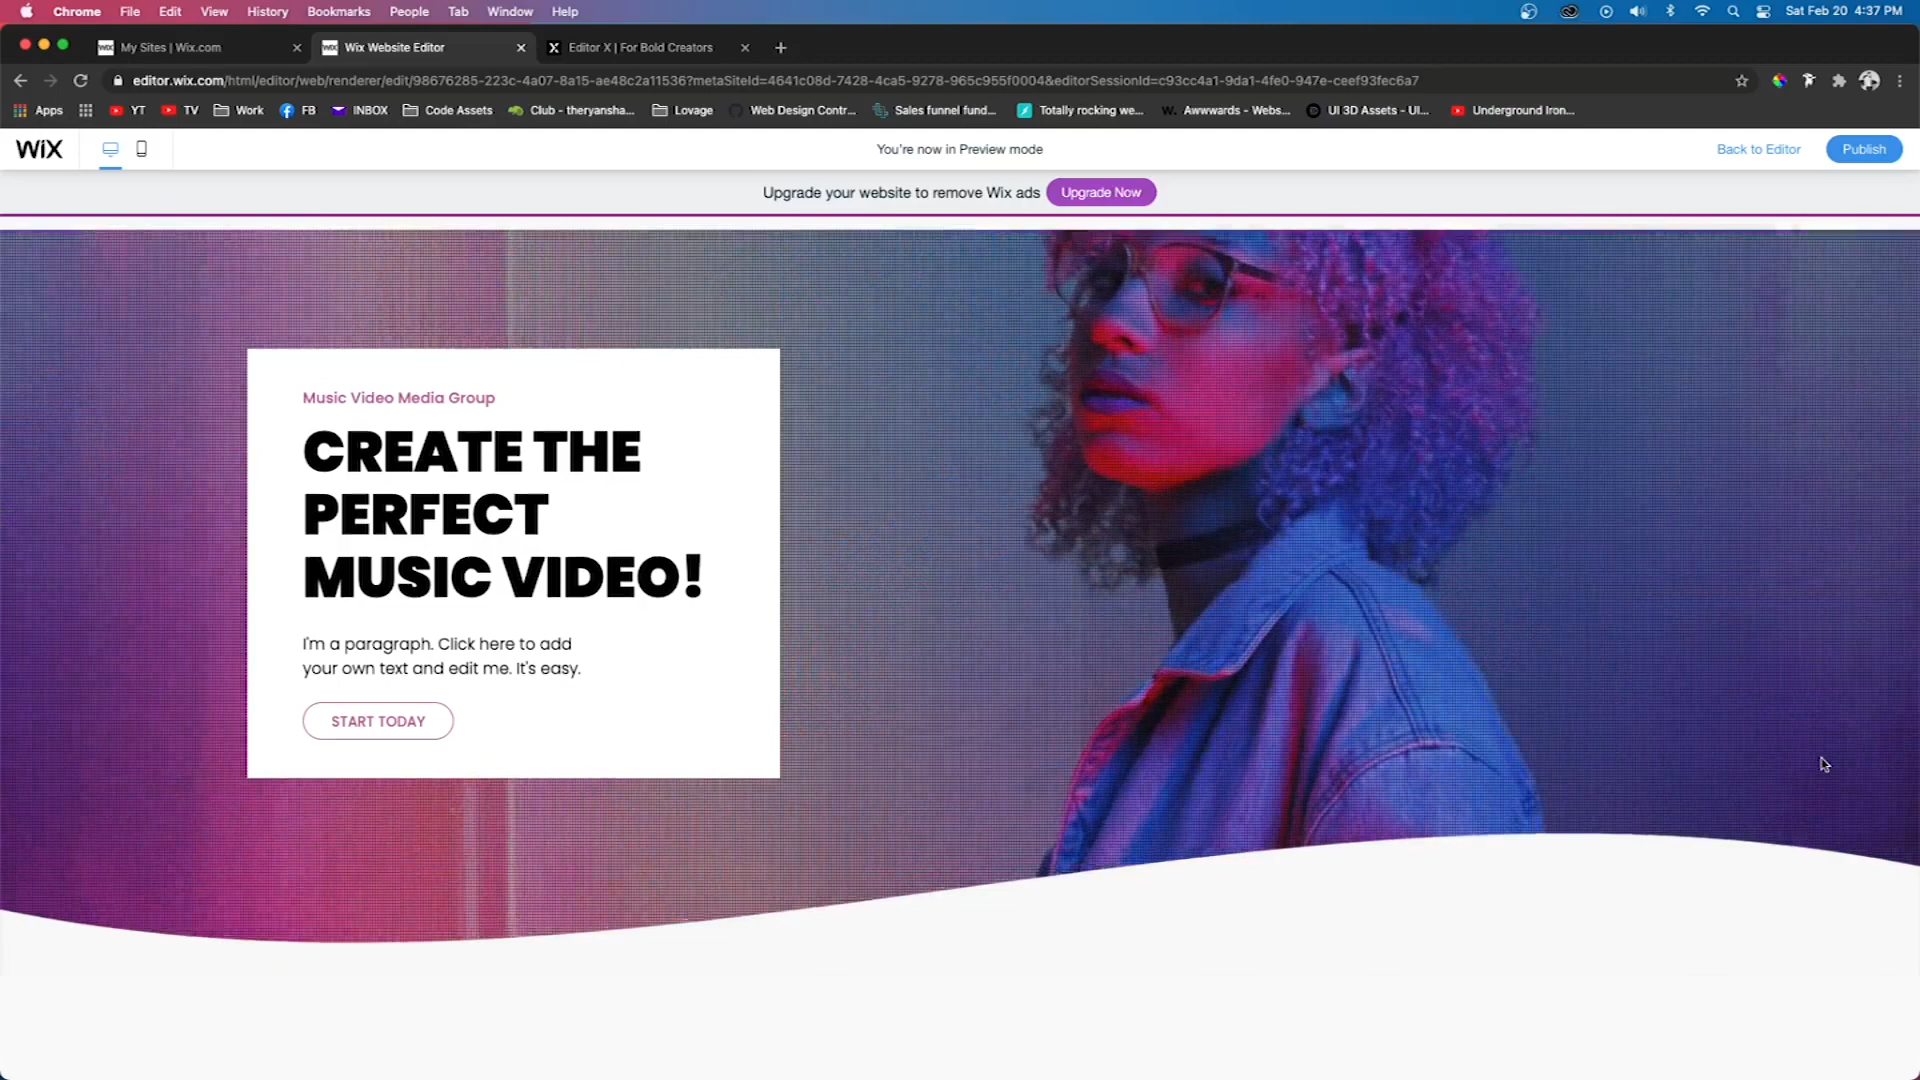 Chrome File Edit View History Bookmarks People Tab Window Help Sat Feb 20 4:37 PM
WiX My Sites | Wix.com WiX Wix Website Editor X Editor X | For Bold Creators
editor.wix.com/html/editor/web/renderer/edit/98676285-223c-4a07-8a15-ae48c2a11536?metaSiteId=4641c08d-7428-4ca5-9278-965c955f0004&editorSessionId=c93cc4a1-9da1-4fe0-947e-ceef93fec6a7
Apps YT TV Work FB INBOX Code Assets Club - theryansha... Lovage Web Design Contr... Sales funnel fund... Totally rocking we... W. Awwwards - Webs... UI 3D Assets - UI... Underground Iron...
WiX You're now in Preview mode Back to Editor Publish
Upgrade your website to remove Wix ads Upgrade Now
Music Video Media Group
CREATE THE
PERFECT
MUSIC VIDEO!
I'm a paragraph. Click here to add
your own text and edit me. It's easy.
START TODAY